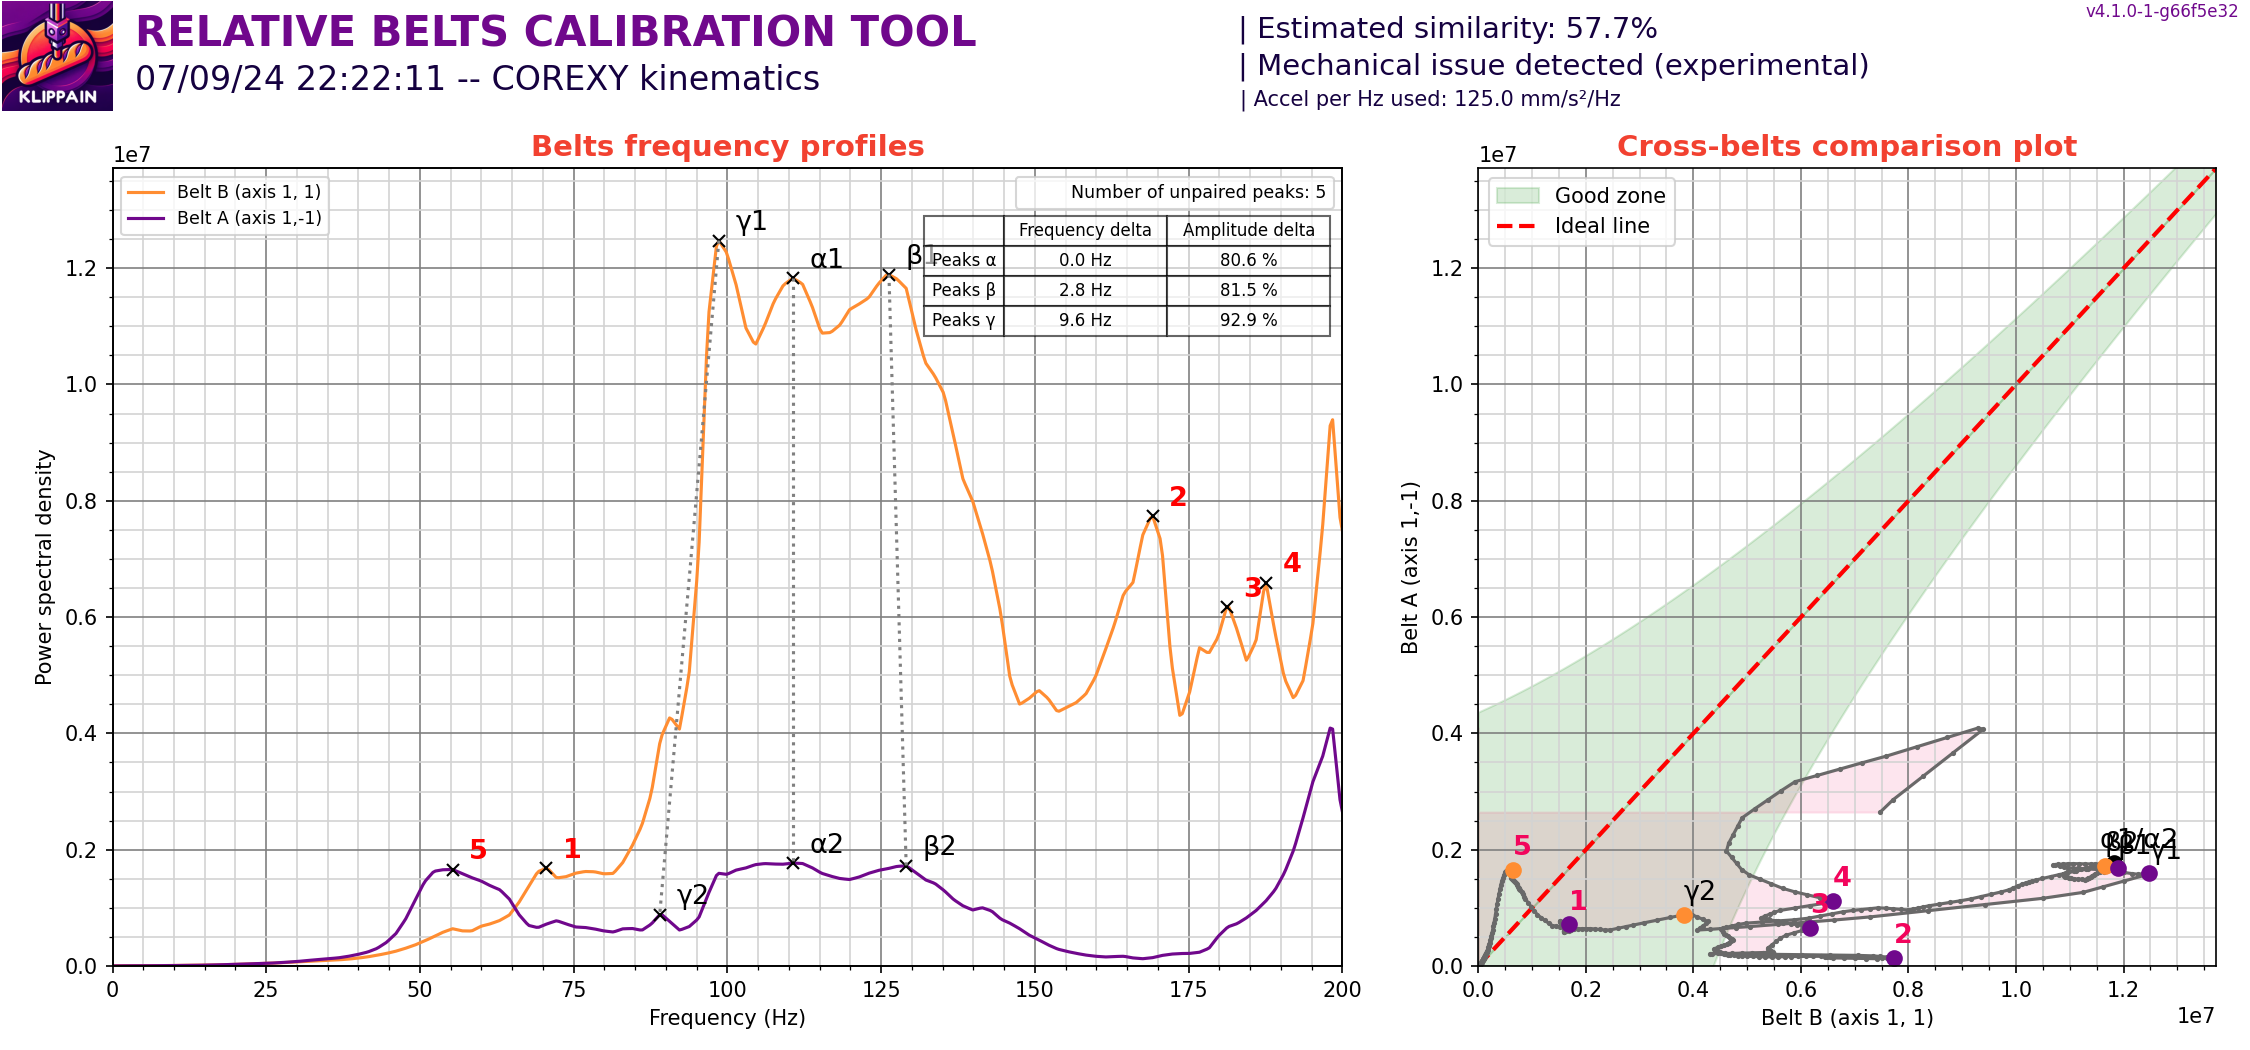 KLIPPAIN
RELATIVE BELTS CALIBRATION TOOL
07/09/24 22:22:11 -- COREXY kinematics
| Estimated similarity: 57.7%
| Mechanical issue detected (experimental)
| Accel per Hz used: 125.0 mm/s²/Hz
v4.1.0-1-g66f5e32
Belts frequency profiles
1e7
Belt B (axis 1, 1)
Belt A (axis 1,-1)
Number of unpaired peaks: 5
Frequency delta Amplitude delta
Peaks α 0.0 Hz 80.6 %
Peaks β 2.8 Hz 81.5 %
Peaks γ 9.6 Hz 92.9 %
γ1
α1
β1
2
4
3
5
1
α2
β2
γ2
1.2
1.0
0.8
0.6
0.4
0.2
0.0
Power spectral density
0 25 50 75 100 125 150 175 200
Frequency (Hz)
Cross-belts comparison plot
1e7
Good zone
Ideal line
1.2
1.0
0.8
0.6
0.4
0.2
0.0
Belt A (axis 1,-1)
5
α1/α2
β2
β1
γ1
4
γ2
1
3
2
0.0 0.2 0.4 0.6 0.8 1.0 1.2
Belt B (axis 1, 1)
1e7